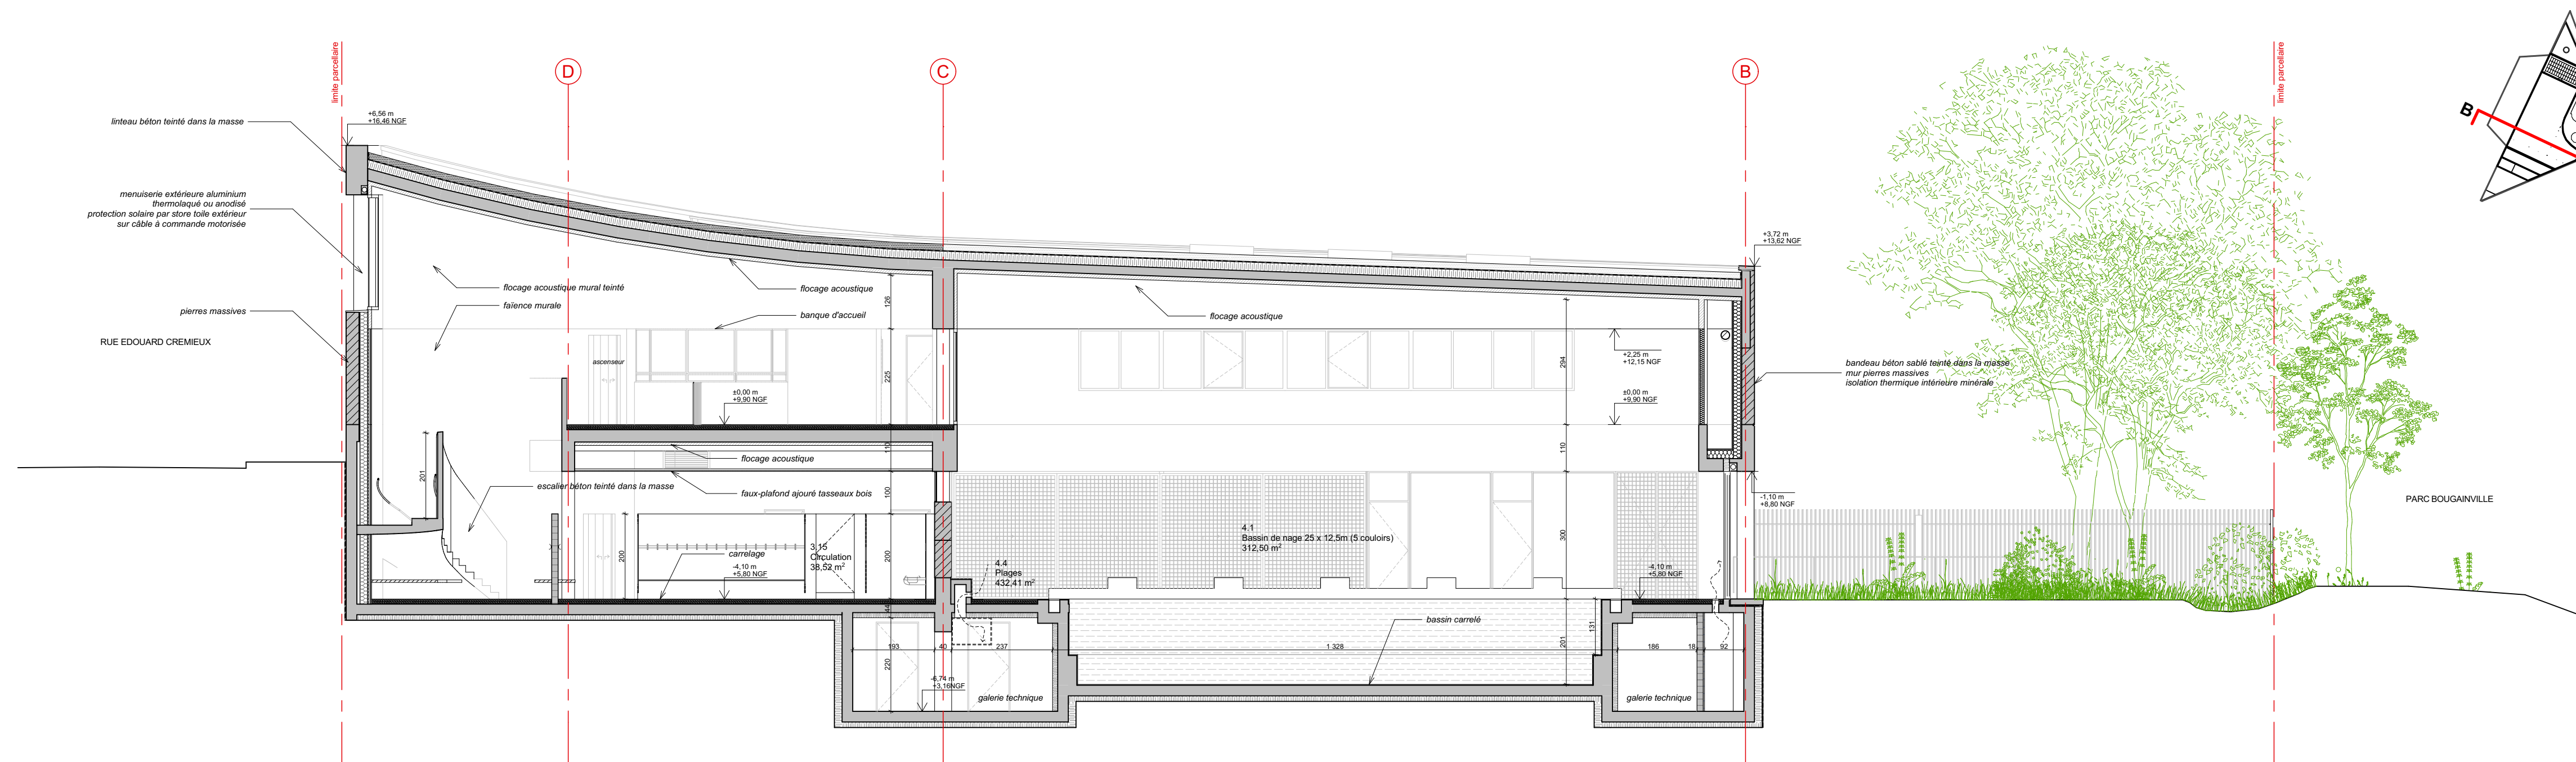 limite parcellaire
D
C
B
limite parcellaire
B
+6,56 m
+16,46 NGF
linteau béton teinté dans la masse
menuiserie extérieure aluminium
thermolaqué ou anodisé
protection solaire par store toile extérieur
sur câble à commande motorisée
pierres massives
RUE EDOUARD CREMIEUX
flocage acoustique mural teinté
faïence murale
flocage acoustique
banque d'accueil
flocage acoustique
ascenseur
±0,00 m
+9,90 NGF
126
225
110
100
200
44
220
+3,72 m
+13,62 NGF
+2,25 m
+12,15 NGF
±0,00 m
+9,90 NGF
294
110
300
201
131
bandeau béton sablé teinté dans la masse
mur pierres massives
isolation thermique intérieure minérale
flocage acoustique
faux-plafond ajouré tasseaux bois
escalier béton teinté dans la masse
201
200
carrelage
3.15
Circulation
38,52 m²
-4,10 m
+5,80 NGF
4.4
Plages
432,41 m²
4.1
Bassin de nage 25 x 12,5m (5 couloirs)
312,50 m²
-4,10 m
+5,80 NGF
-1,10 m
+8,80 NGF
PARC BOUGAINVILLE
bassin carrelé
193
40
237
1 328
186
18
92
-6,74 m
+3,16NGF
galerie technique
galerie technique